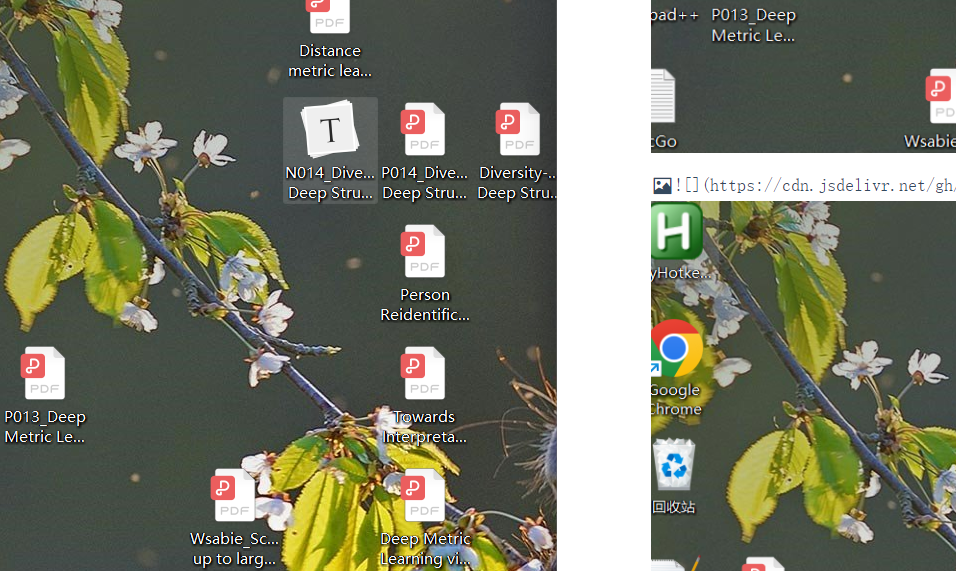 PDF
Distance
metric lea...
T
N014_Dive...
Deep Stru...
PDF
P014_Dive...
Deep Stru...
PDF
Diversity-...
Deep Stru...
PDF
Person
Reidentific...
PDF
P013_Deep
Metric Le...
PDF
Towards
Interpreta...
PDF
Wsabie_Sc...
up to larg...
PDF
Deep Metric
Learning vi...
pad++
P013_Deep
Metric Le...
cGo
PD
Wsabie
![](https://cdn.jsdelivr.net/gh/
H
yHotke...
Google
Chrome
回收站